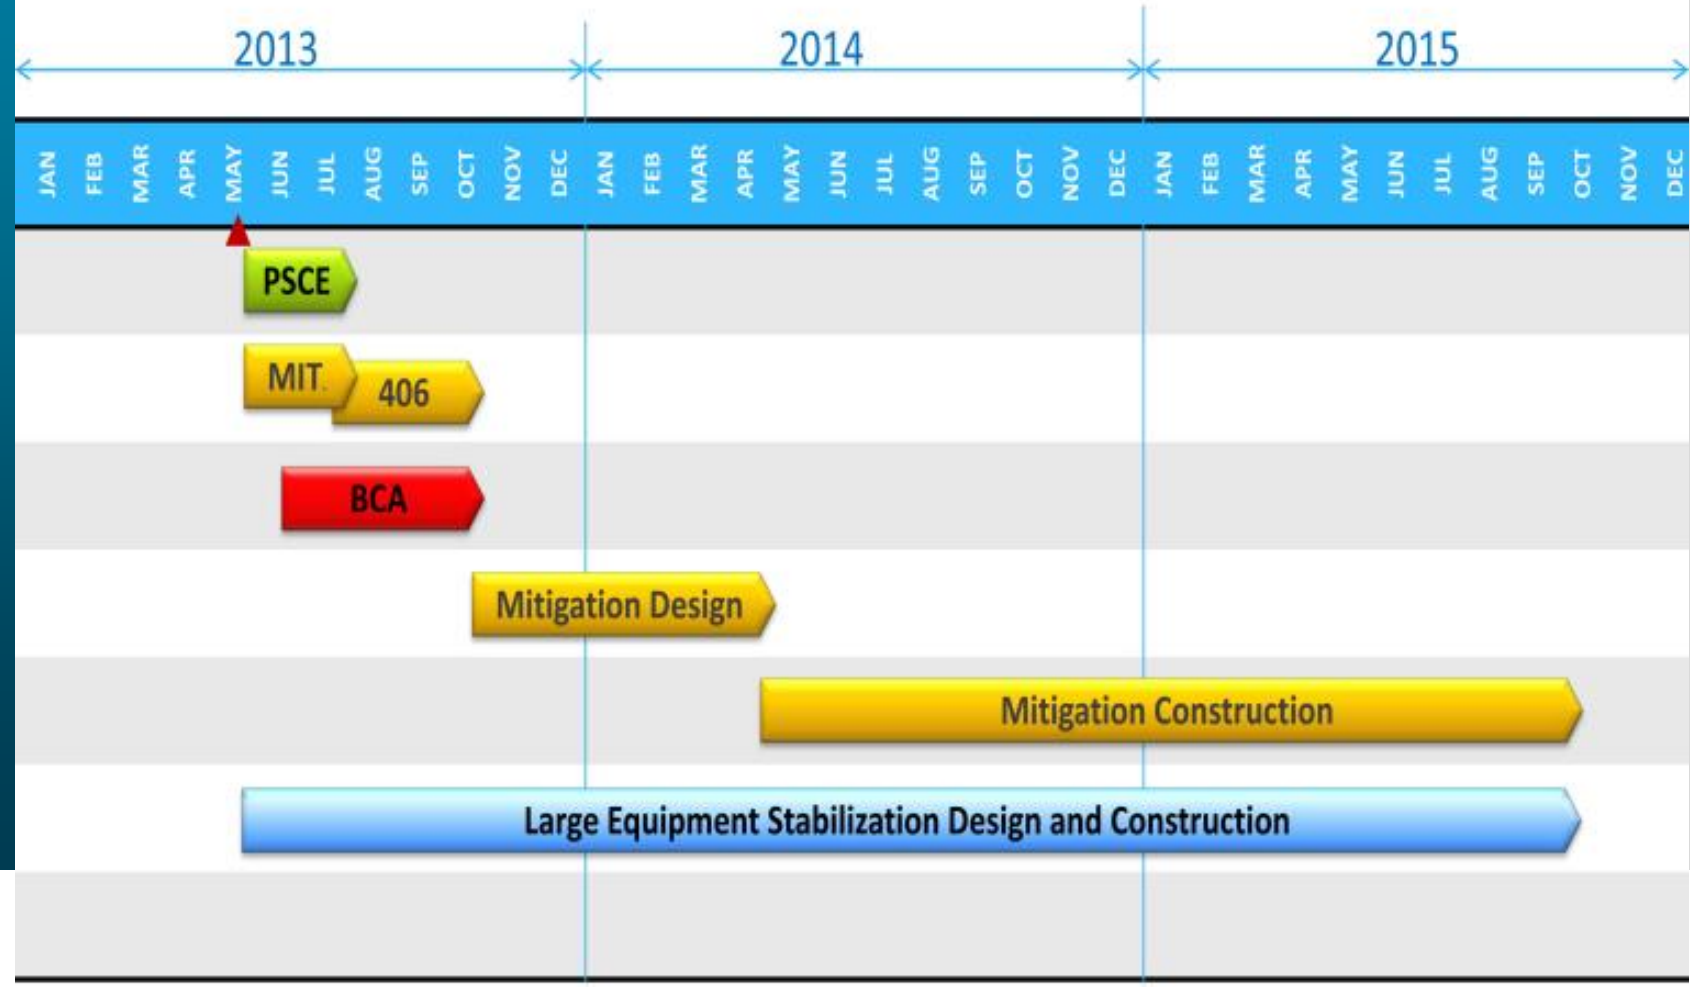 2013 2014 2015
JAN FEB MAR APR MAY JUN JUL AUG SEP OCT NOV DEC JAN FEB MAR APR MAY JUN JUL AUG SEP OCT NOV DEC JAN FEB MAR APR MAY JUN JUL AUG SEP OCT NOV DEC
PSCE
MIT.
406
BCA
Mitigation Design
Mitigation Construction
Large Equipment Stabilization Design and Construction